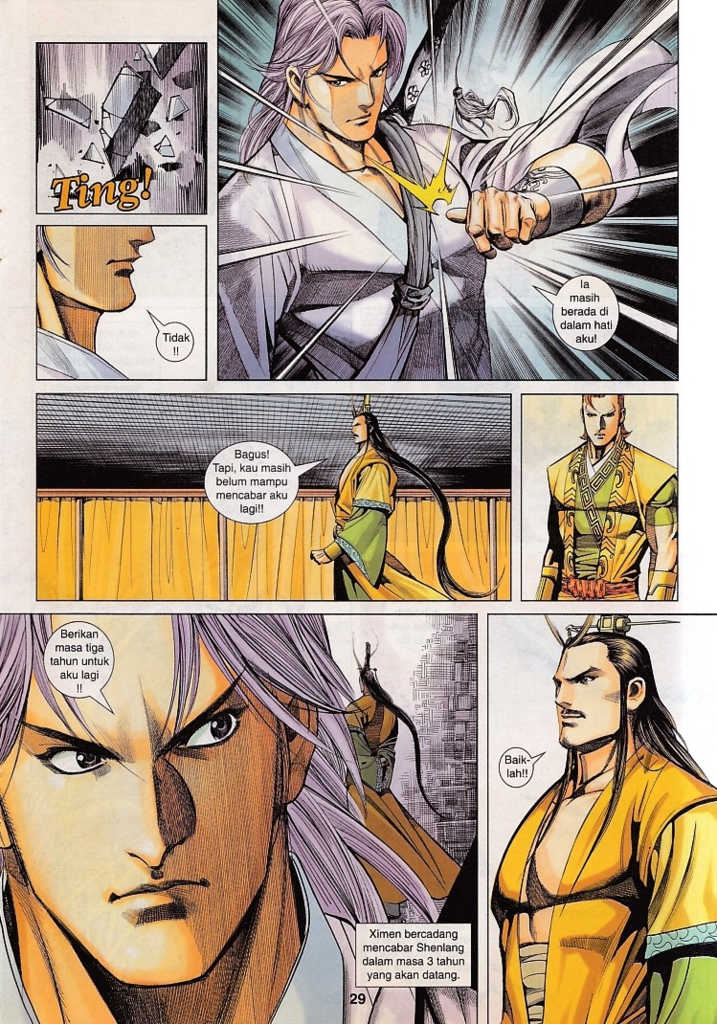 Ting!
Tidak
!!
Ia
masih
berada di
dalam hati
aku!
Bagus!
Tapi, kau masih
belum mampu
mencabar aku
lagi!!
Berikan
masa tiga
tahun untuk
aku lagi
!!
Baik-
lah!!
Ximen bercadang
mencabar Shenlang
dalam masa 3 tahun
yang akan datang.
29